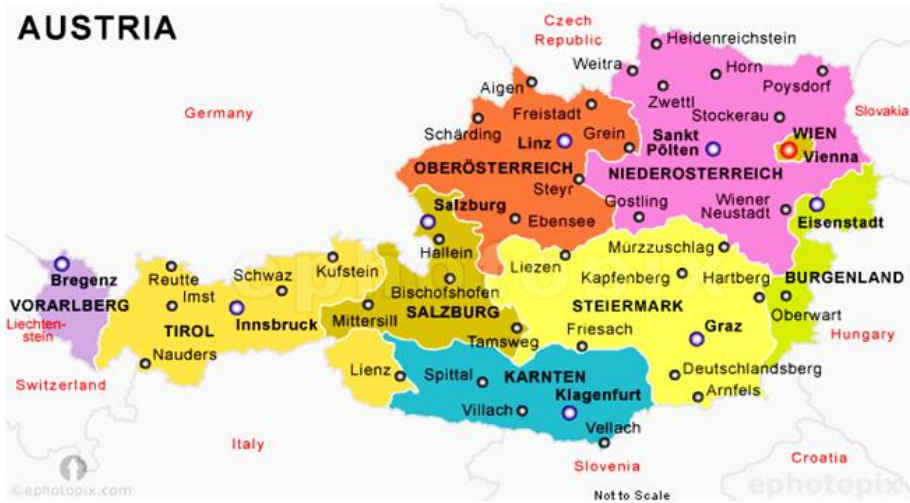 AUSTRIA
Czech
Republic
Heidenreichstein
Weitra
Horn
Poysdorf
Aigen
Zwettl
Germany
Freistadt
Stockerau
Slovakia
Schärding
Grein
Sankt
Pölten
WIEN
Linz
Vienna
OBERÖSTERREICH
NIEDEROSTERREICH
Steyr
Salzburg
Gostling
Wiener
Neustadt
Eisenstadt
Ebensee
Hallein
Mürzzuschlag
Kufstein
Liezen
Schwaz
Reutte
Kapfenberg
Hartberg
BURGENLAND
Bregenz
Bischofshofen
Imst
VORARLBERG
STEIERMARK
Mittersill
SALZBURG
Oberwart
Liechten-
stein
TIROL
Innsbruck
Graz
Friesach
Tamsweg
Hungary
Nauders
Lienz
Deutschlandsberg
Switzerland
Spittal
KARNTEN
Arnfels
Klagenfurt
Villach
Vellach
Italy
Slovenia
Croatia
©ephotopix.com
Not to Scale
ephotopix
ephotopix